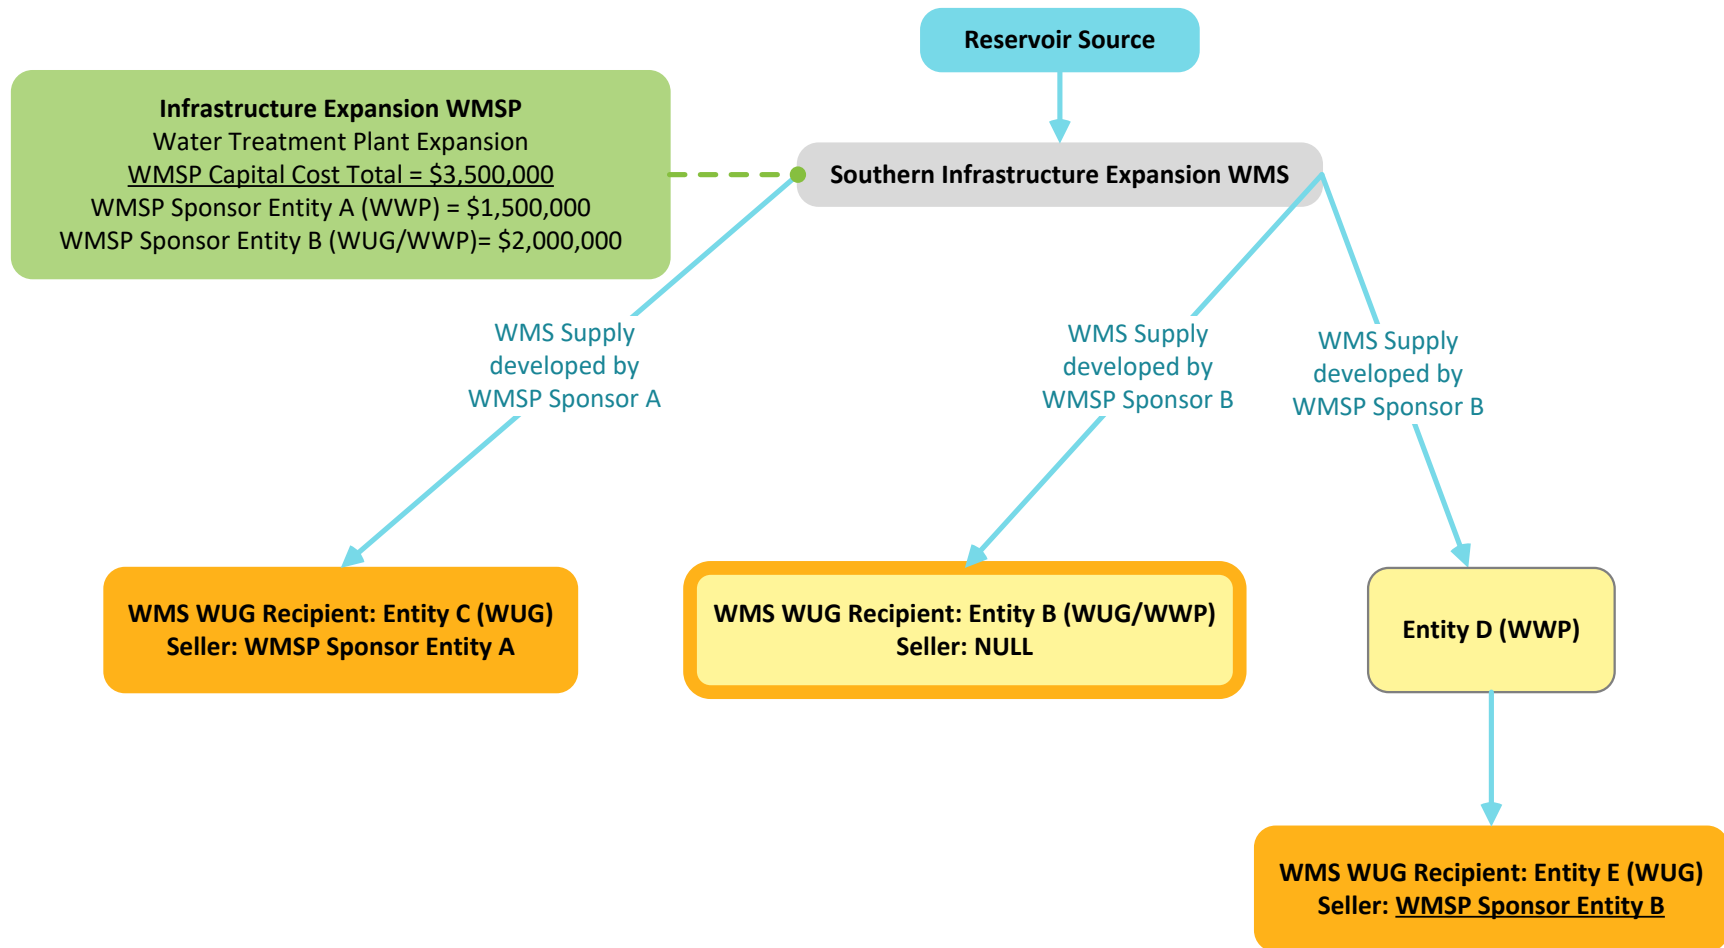 Reservoir Source
Infrastructure Expansion WMSP
Water Treatment Plant Expansion
WMSP Capital Cost Total = $3,500,000
WMSP Sponsor Entity A (WWP) = $1,500,000
WMSP Sponsor Entity B (WUG/WWP)= $2,000,000
Southern Infrastructure Expansion WMS
WMS Supply
developed by
WMSP Sponsor A
WMS Supply
developed by
WMSP Sponsor B
WMS Supply
developed by
WMSP Sponsor B
WMS WUG Recipient: Entity C (WUG)
Seller: WMSP Sponsor Entity A
WMS WUG Recipient: Entity B (WUG/WWP)
Seller: NULL
Entity D (WWP)
WMS WUG Recipient: Entity E (WUG)
Seller: WMSP Sponsor Entity B